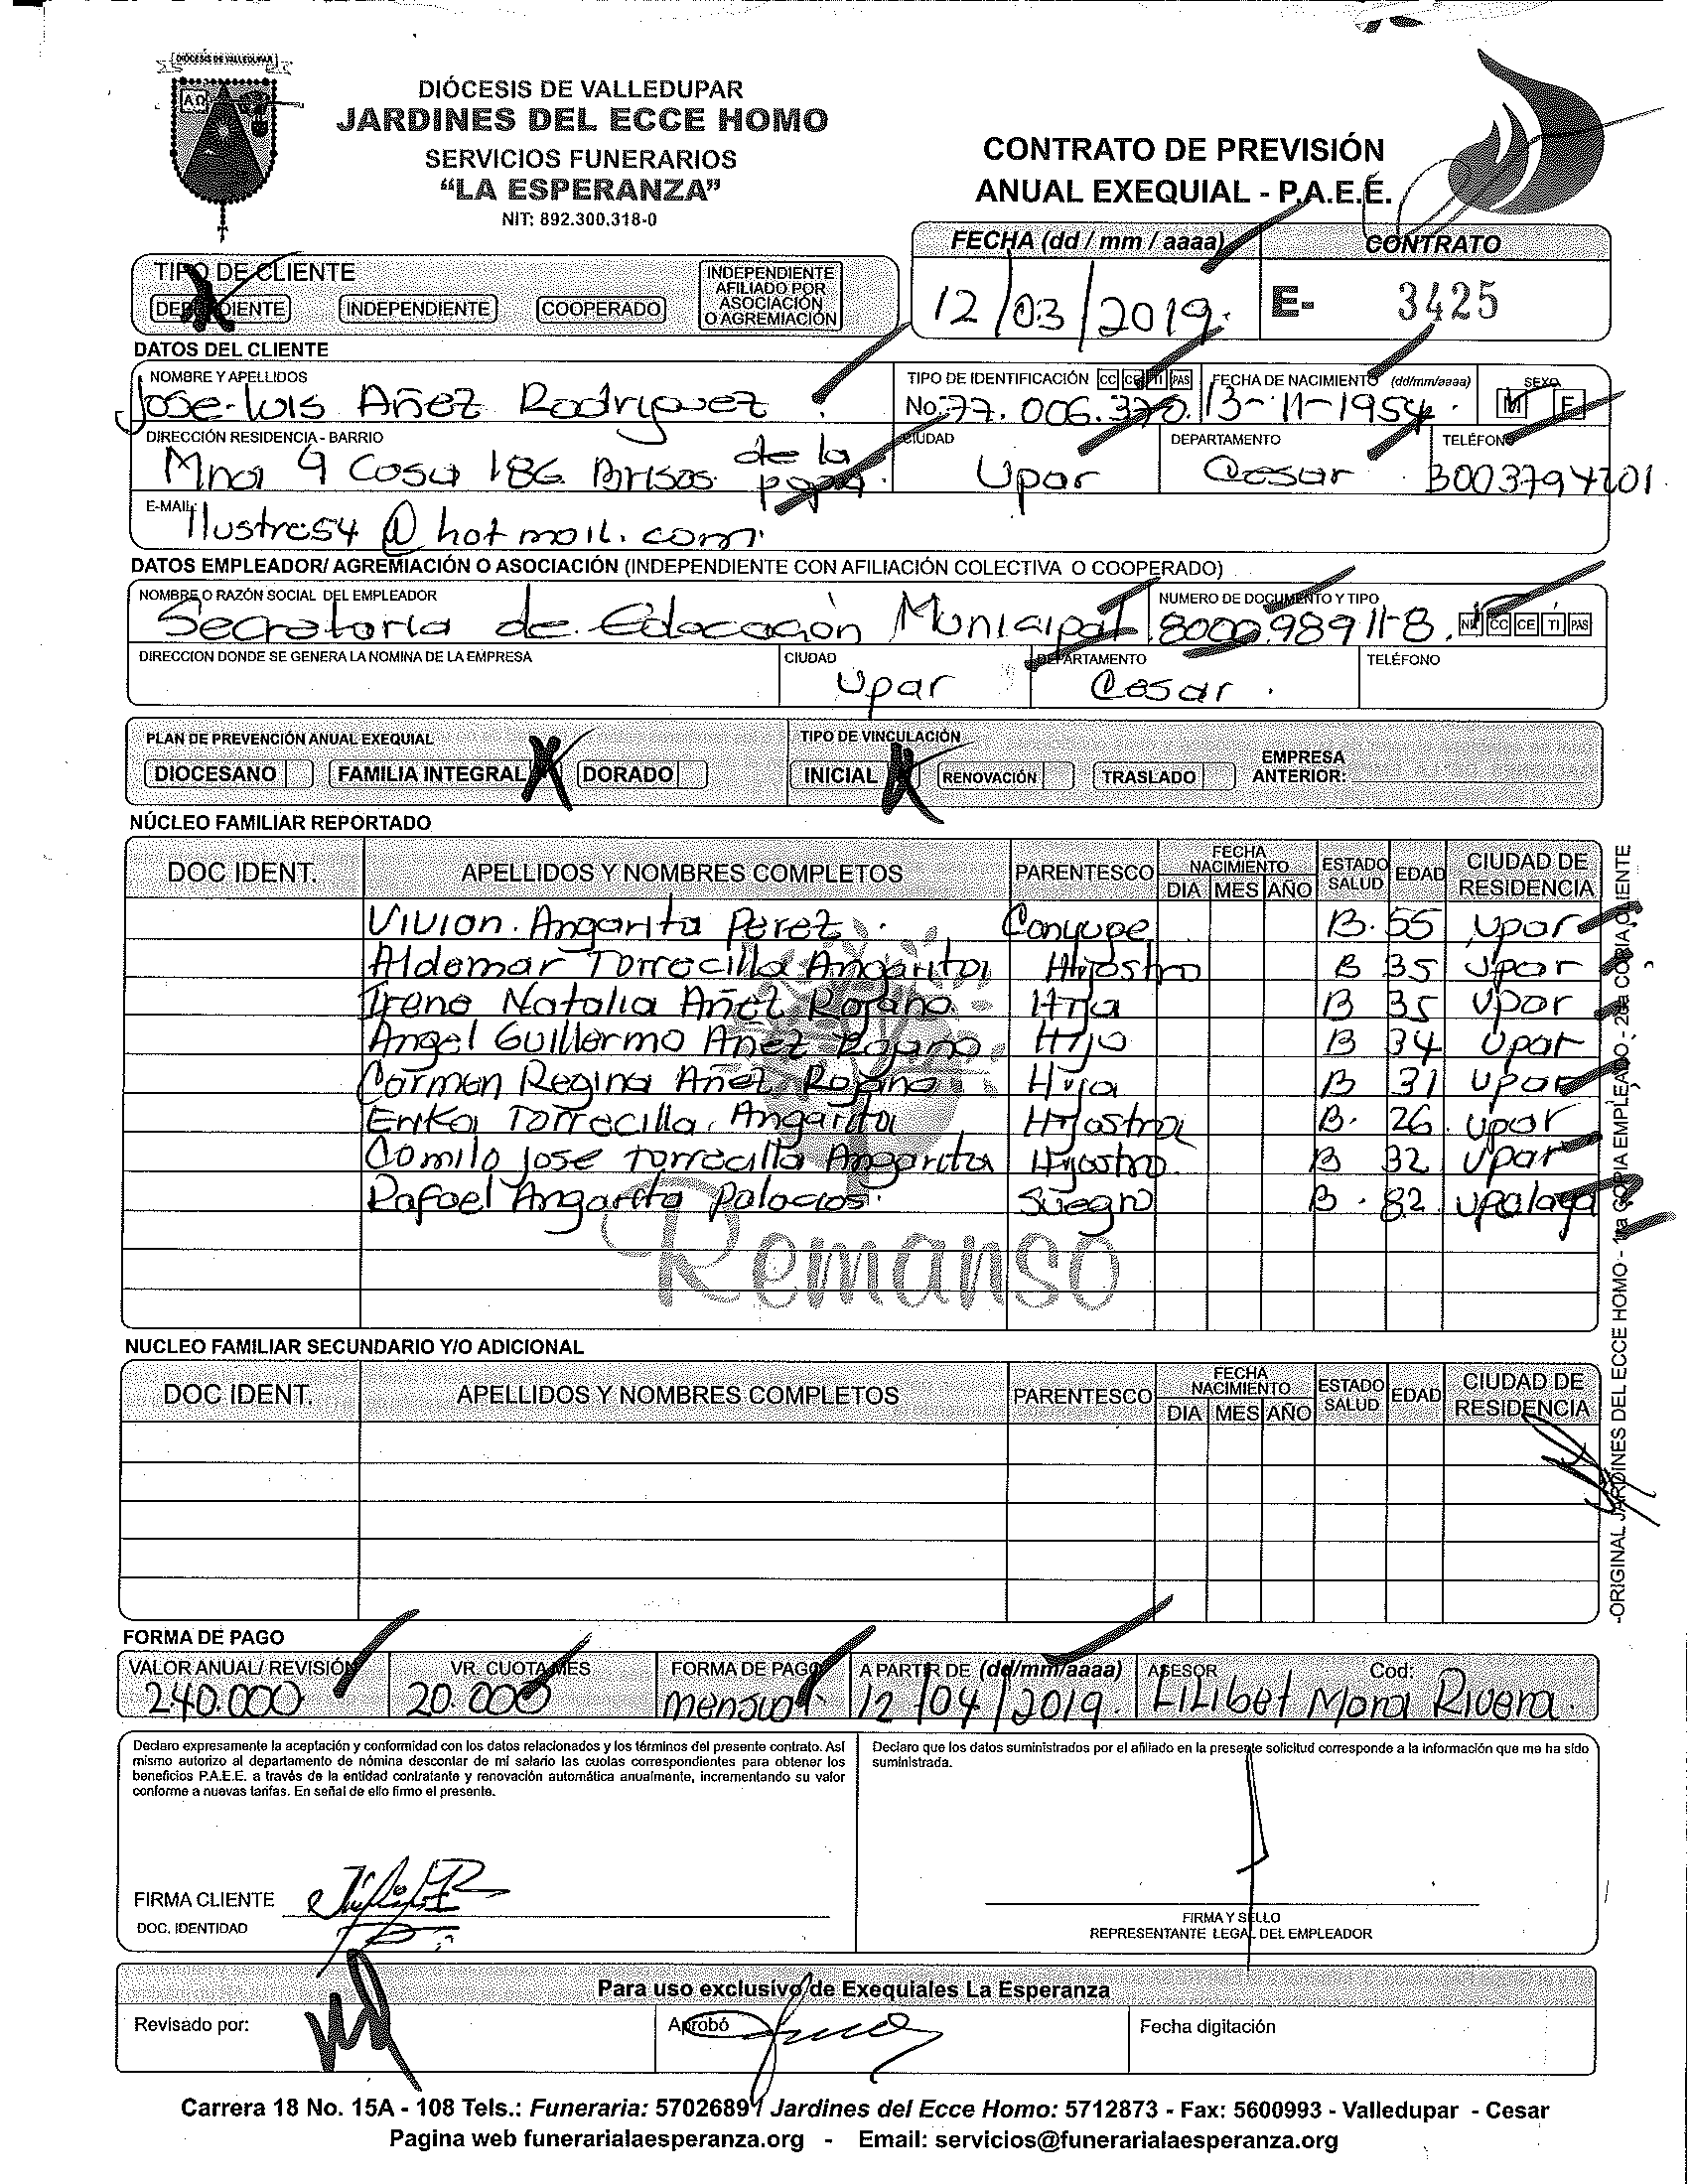 DIÓCESIS DE VALLEDUPAR
DIÓCESIS DE VALLEDUPAR
JARDINES DEL ECCE HOMO
SERVICIOS FUNERARIOS
“LA ESPERANZA”
NIT: 892.300.318-0
CONTRATO DE PREVISIÓN
ANUAL EXEQUIAL - P.A.E.E.
FECHA (dd / mm / aaaa) CONTRATO
12/03/2019. E- 3425
TIPO DE CLIENTE
DEPENDIENTE INDEPENDIENTE COOPERADO INDEPENDIENTE AFILIADO POR ASOCIACIÓN O AGREMIACIÓN
DATOS DEL CLIENTE
NOMBRE Y APELLIDOS TIPO DE IDENTIFICACIÓN CC CE TI PAS FECHA DE NACIMIENTO (dd/mm/aaaa) SEXO
Jose Luis Añez Rodriguez No. 77.006.370. 13-11-1954. M F
DIRECCIÓN RESIDENCIA - BARRIO CIUDAD DEPARTAMENTO TELÉFONO
Mna 9 Casa 18G Brisas de la popa. Upar Cesar. 3003794201
E-MAIL: Ilustre54@hotmail.com.
DATOS EMPLEADOR/ AGREMIACIÓN O ASOCIACIÓN (INDEPENDIENTE CON AFILIACIÓN COLECTIVA O COOPERADO)
NOMBRE O RAZÓN SOCIAL DEL EMPLEADOR NUMERO DE DOCUMENTO Y TIPO
Secretaria de Edocación Municipal 800098911-8. NI CC CE TI PAS
DIRECCION DONDE SE GENERA LA NOMINA DE LA EMPRESA CIUDAD DEPARTAMENTO TELÉFONO
Upar Cesar.
PLAN DE PREVENCIÓN ANUAL EXEQUIAL TIPO DE VINCULACIÓN
DIOCESANO FAMILIA INTEGRAL X DORADO INICIAL X RENOVACIÓN TRASLADO EMPRESA ANTERIOR:
NÚCLEO FAMILIAR REPORTADO
DOC IDENT. APELLIDOS Y NOMBRES COMPLETOS PARENTESCO FECHA NACIMIENTO DIA MES AÑO ESTADO SALUD EDAD CIUDAD DE RESIDENCIA
Vivian Angarita Perez. Conyuge B. 55 Upar
Aldemar Torrecilla Angarita Hijastro B 35 Upar
Irene Natalia Añez Rojano Hija B 35 Upar
Angel Guillermo Añez Rojano. Hijo B 34 Upar
Carmen Regina Añez Rojano Hija B 31 Upar
Erika Torrecilla Angarita Hijastra B. 26. Upar
Camilo Jose torrecilla Angarita Hijastro. B 32 Upar
Rafael Angarita Palacios. Suegro B. 82
Remanso
NUCLEO FAMILIAR SECUNDARIO Y/O ADICIONAL
DOC IDENT. APELLIDOS Y NOMBRES COMPLETOS PARENTESCO FECHA NACIMIENTO DIA MES AÑO ESTADO SALUD EDAD CIUDAD DE RESIDENCIA
-ORIGINAL JARDINES DEL ECCE HOMO - 1ra COPIA EMPLEADO - 2da COPIA CLIENTE
FORMA DE PAGO
VALOR ANUAL/ REVISIÓN VR. CUOTA MES FORMA DE PAGO A PARTIR DE (dd/mm/aaaa) ASESOR Cod:
240.000 20.000 mensual. 12/04/2019. Lilibet Mora Rivera.
Declaro expresamente la aceptación y conformidad con los datos relacionados y los términos del presente contrato. Así
mismo autorizo al departamento de nómina descontar de mi salario las cuotas correspondientes para obtener los
beneficios P.A.E.E. a través de la entidad contratante y renovación automática anualmente, incrementando su valor
conforme a nuevas tarifas. En señal de ello firmo el presente.
Declaro que los datos suministrados por el afiliado en la presente solicitud corresponde a la información que me ha sido
suministrada.
FIRMA CLIENTE
DOC. IDENTIDAD
FIRMA Y SELLO
REPRESENTANTE LEGAL DEL EMPLEADOR
Para uso exclusivo de Exequiales La Esperanza
Revisado por: Aprobó Fecha digitación
Carrera 18 No. 15A - 108 Tels.: Funeraria: 5702689 / Jardines del Ecce Homo: 5712873 - Fax: 5600993 - Valledupar - Cesar
Pagina web funerarialaesperanza.org - Email: servicios@funerarialaesperanza.org